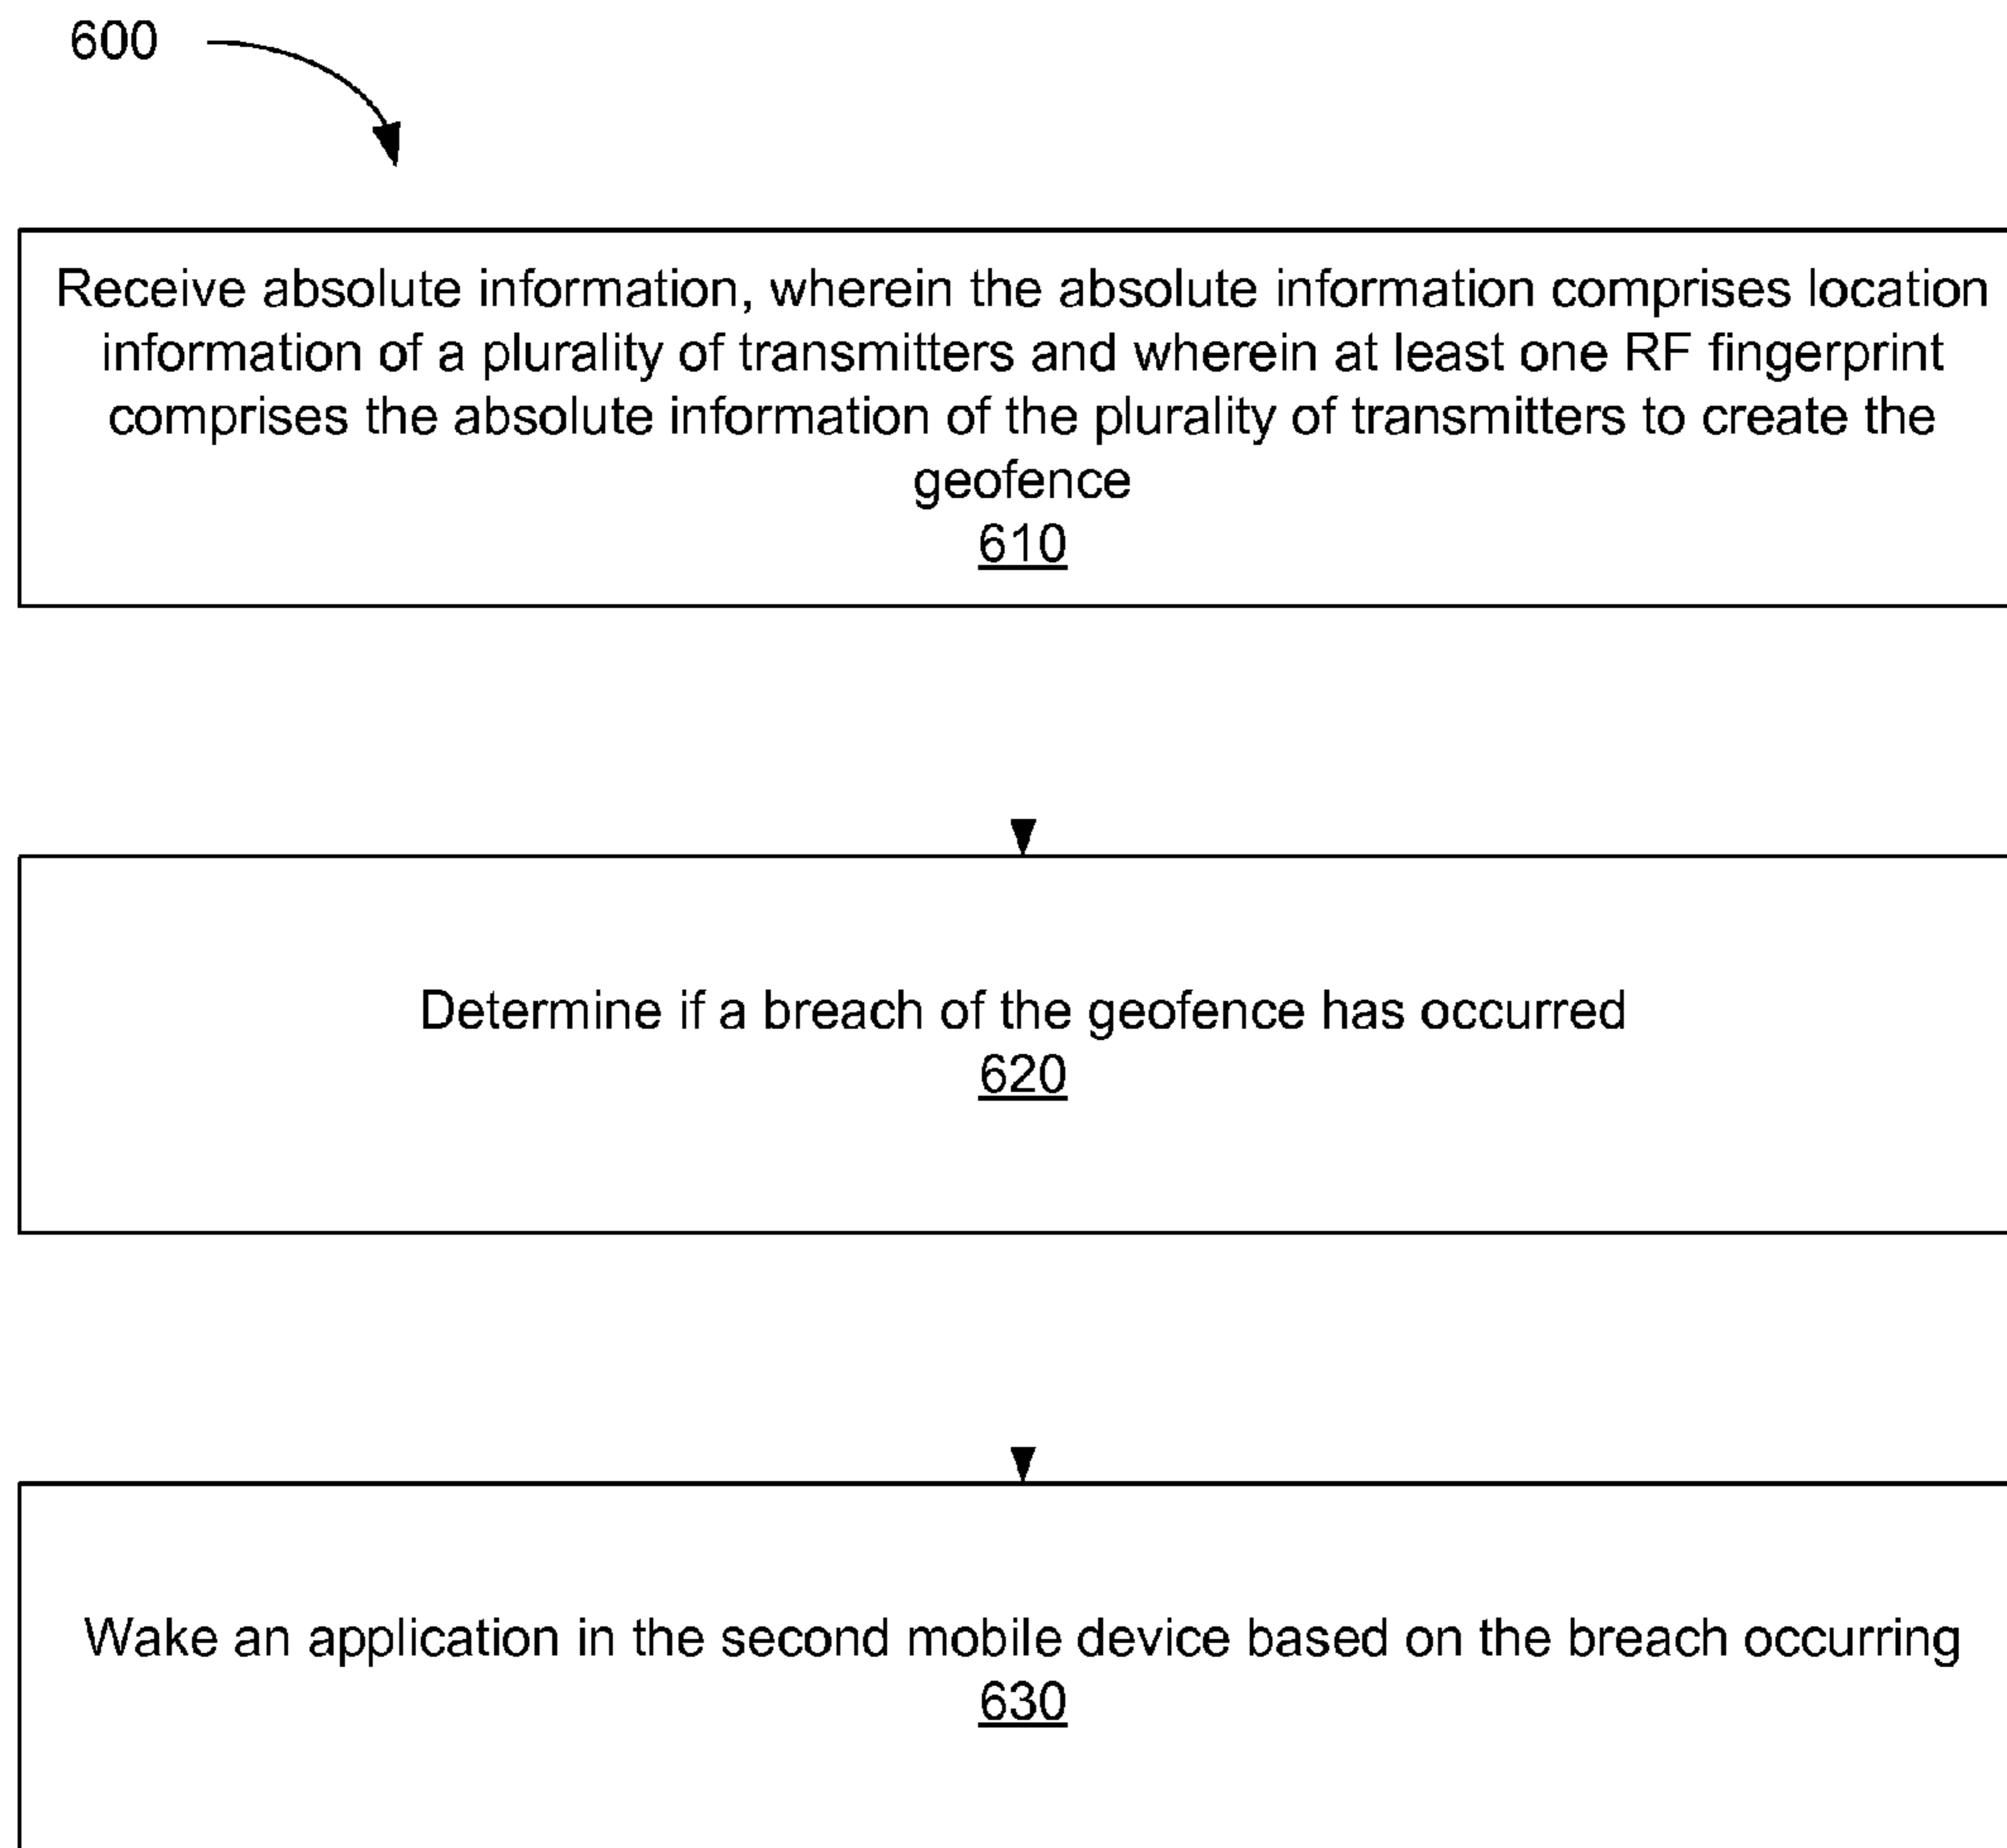 600
Receive absolute information, wherein the absolute information comprises location
information of a plurality of transmitters and wherein at least one RF fingerprint
comprises the absolute information of the plurality of transmitters to create the
geofence
610
Determine if a breach of the geofence has occurred
620
Wake an application in the second mobile device based on the breach occurring
630